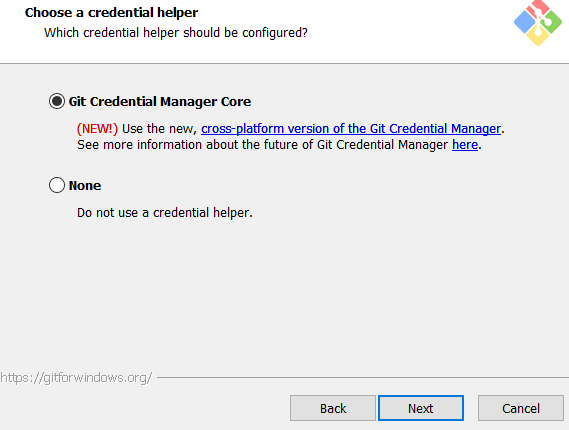 Choose a credential helper
Which credential helper should be configured?
Git Credential Manager Core
(NEW!) Use the new, cross-platform version of the Git Credential Manager.
See more information about the future of Git Credential Manager here.
None
Do not use a credential helper.
https://gitforwindows.org/
Back Next Cancel